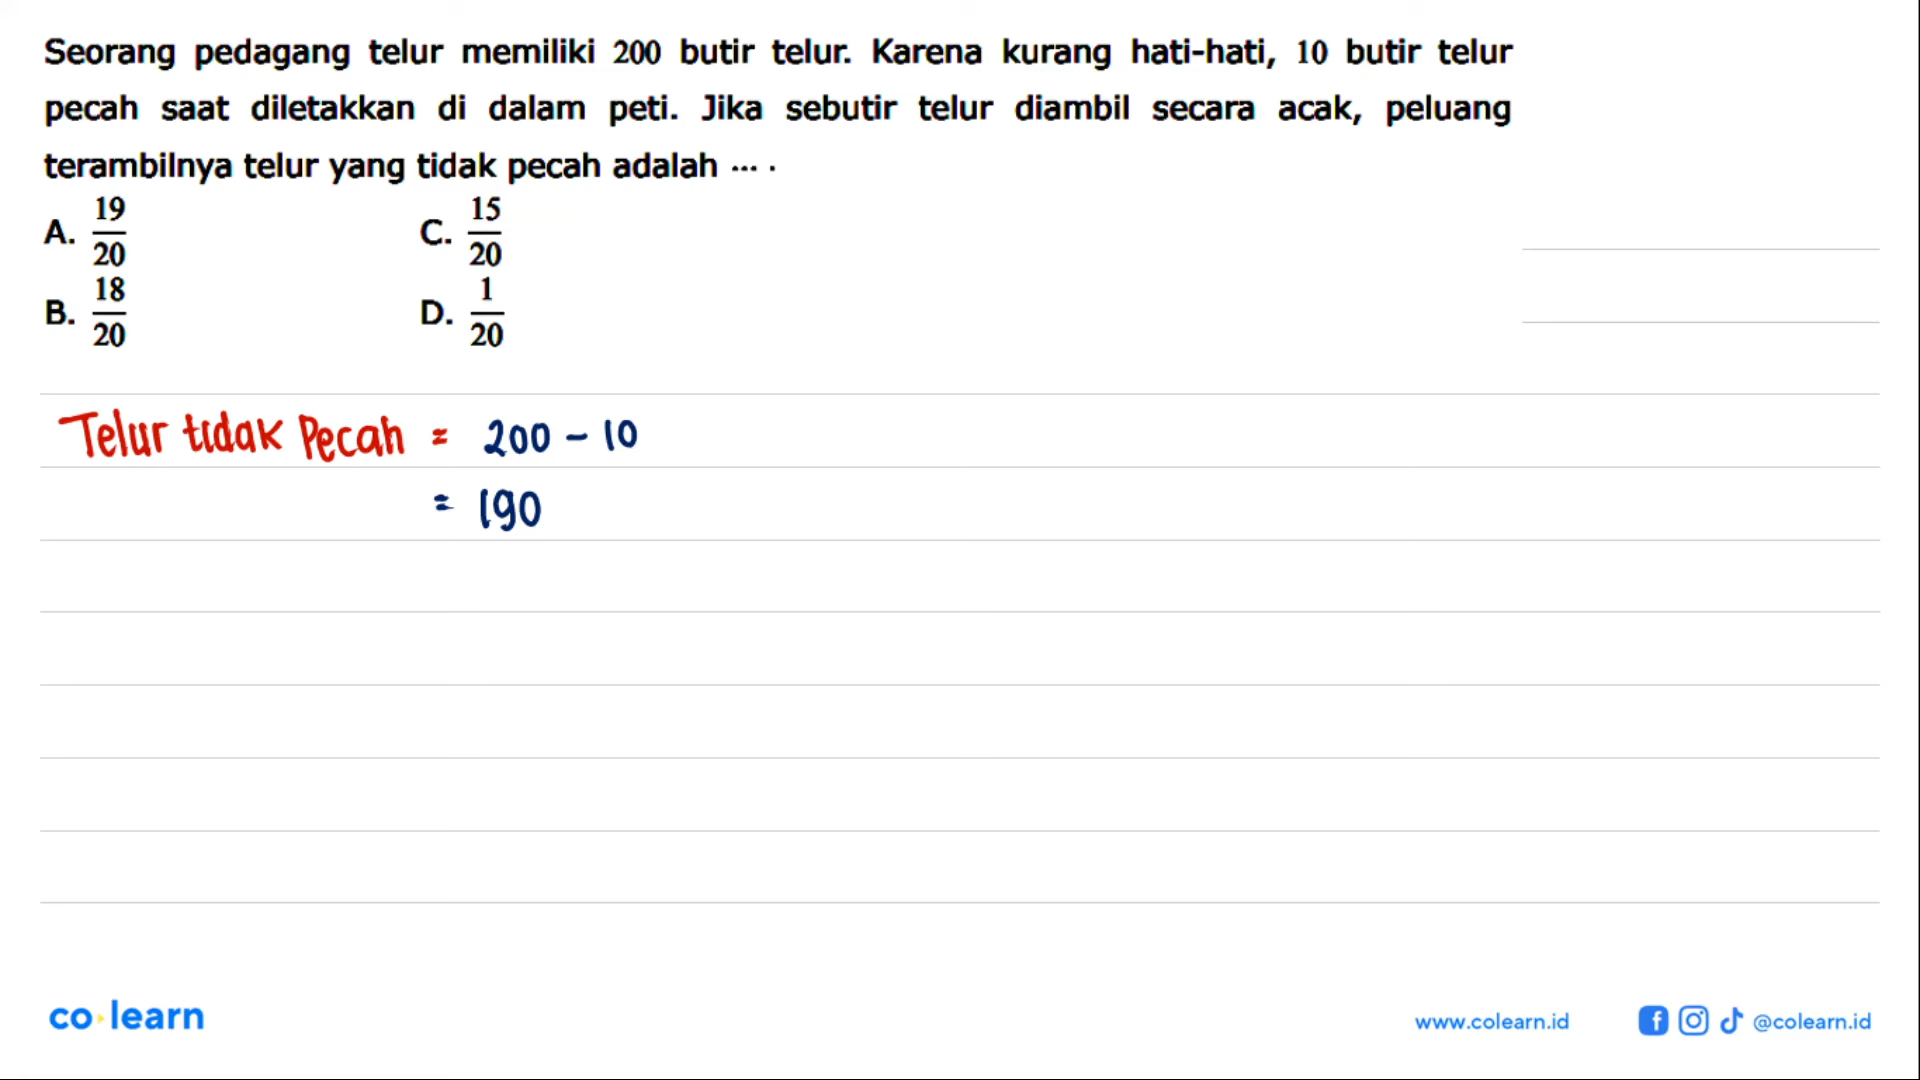 Seorang pedagang telur memiliki 200 butir telur. Karena kurang hati-hati, 10 butir telur
pecah saat diletakkan di dalam peti. Jika sebutir telur diambil secara acak, peluang
terambilnya telur yang tidak pecah adalah ... .
A. 19/20
C. 15/20
B. 18/20
D. 1/20
Telur tidak Pecah = 200 - 10
= 190
co learn
www.colearn.id
@colearn.id